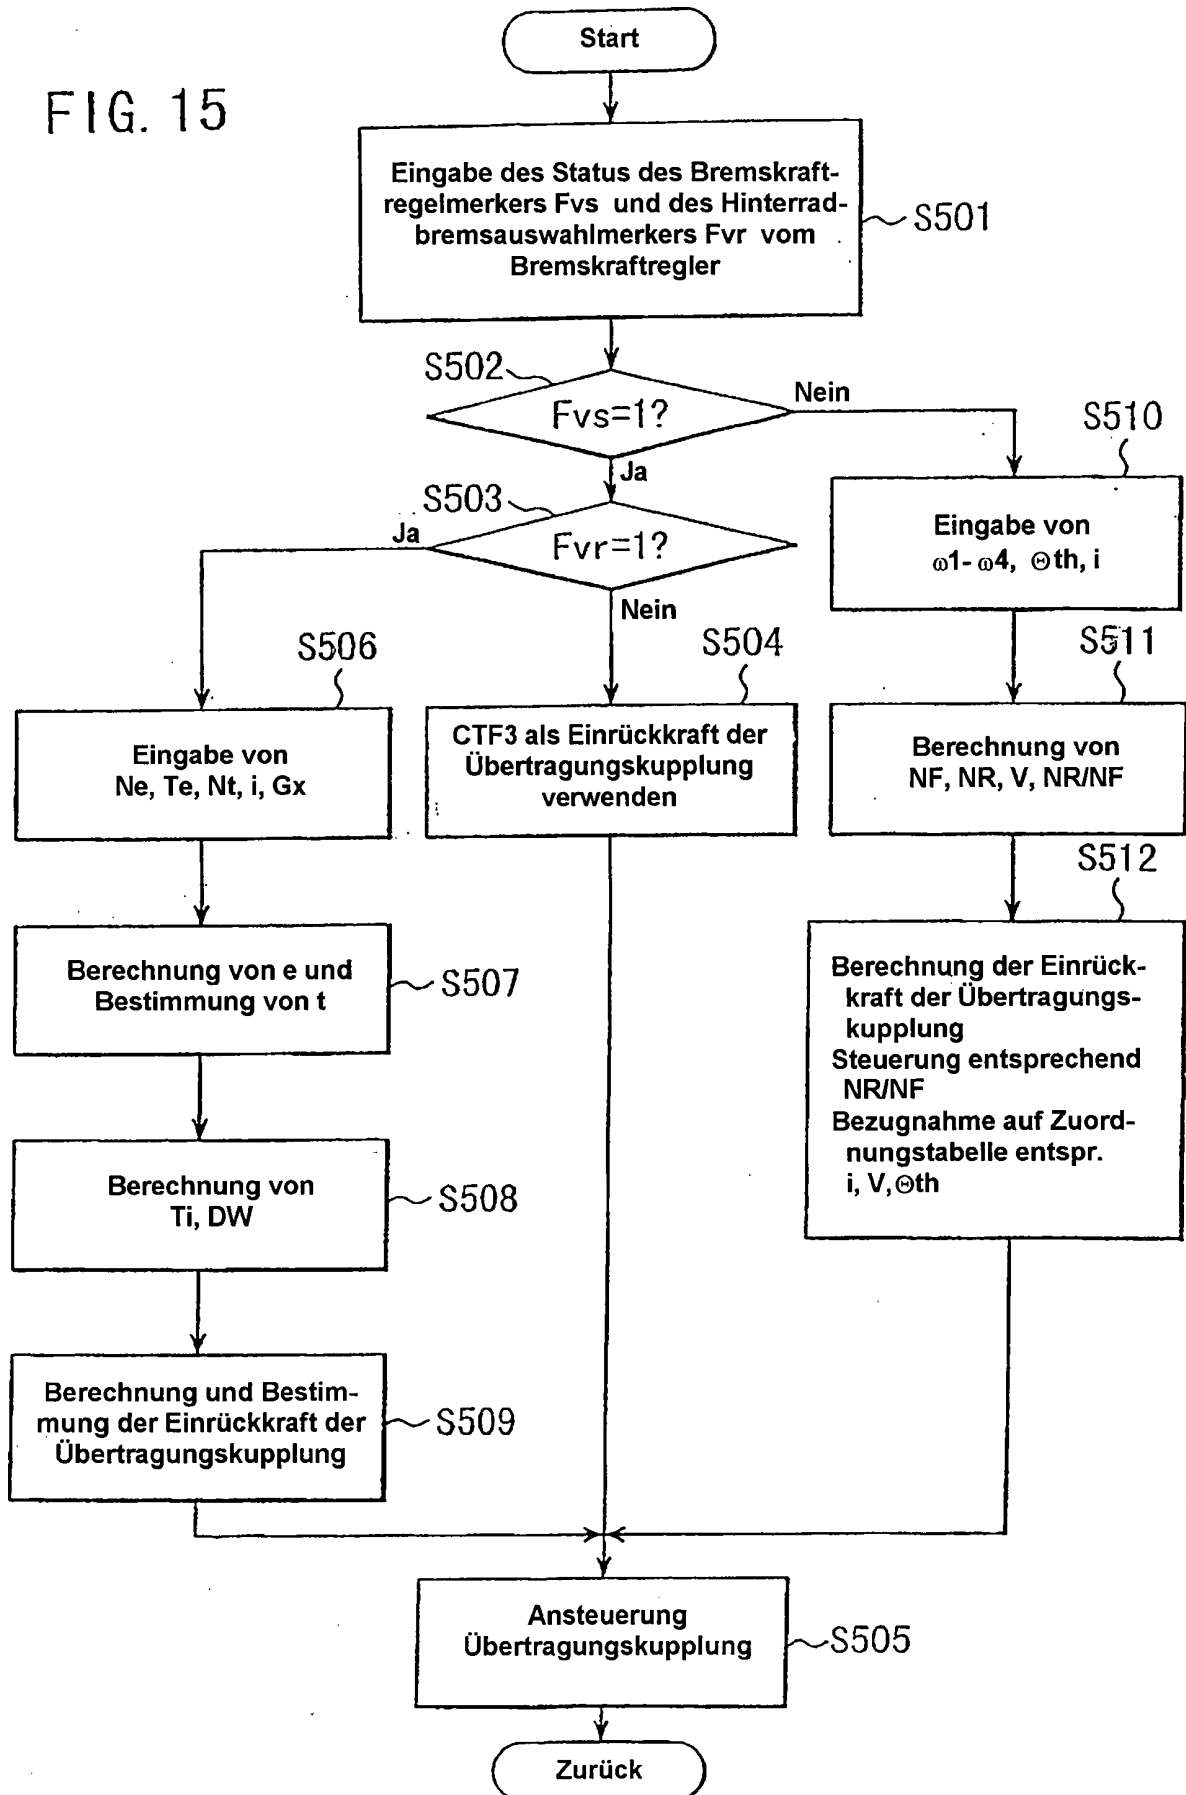 Start
FIG. 15
Eingabe des Status des Bremskraft-
regelmerkers Fvs und des Hinterrad-
bremsauswahlmerkers Fvr vom
Bremskraftregler
S501
S502
Fvs=1?
Nein
Ja
S503
Fvr=1?
Ja
Nein
S510
Eingabe von
ω1- ω4, Θth, i
S506
Eingabe von
Ne, Te, Nt, i, Gx
S504
CTF3 als Einrückkraft der
Übertragungskupplung
verwenden
S511
Berechnung von
NF, NR, V, NR/NF
S512
Berechnung der Einrück-
kraft der Übertragungs-
kupplung
Steuerung entsprechend
NR/NF
Bezugnahme auf Zuord-
nungstabelle entspr.
i, V,Θth
Berechnung von e und
Bestimmung von t
S507
Berechnung von
Ti, DW
S508
Berechnung und Bestim-
mung der Einrückkraft der
Übertragungskupplung
S509
Ansteuerung
Übertragungskupplung
S505
Zurück